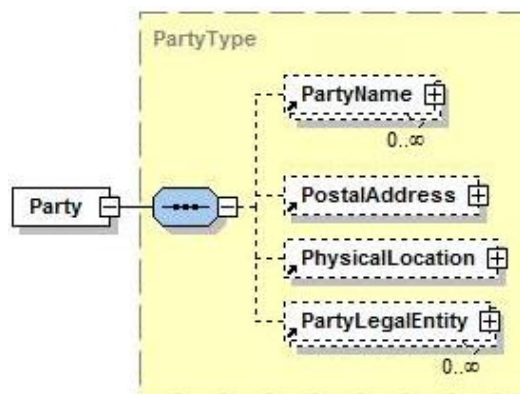 PartyType
PartyName
0..∞
Party
PostalAddress
PhysicalLocation
PartyLegalEntity
0..∞